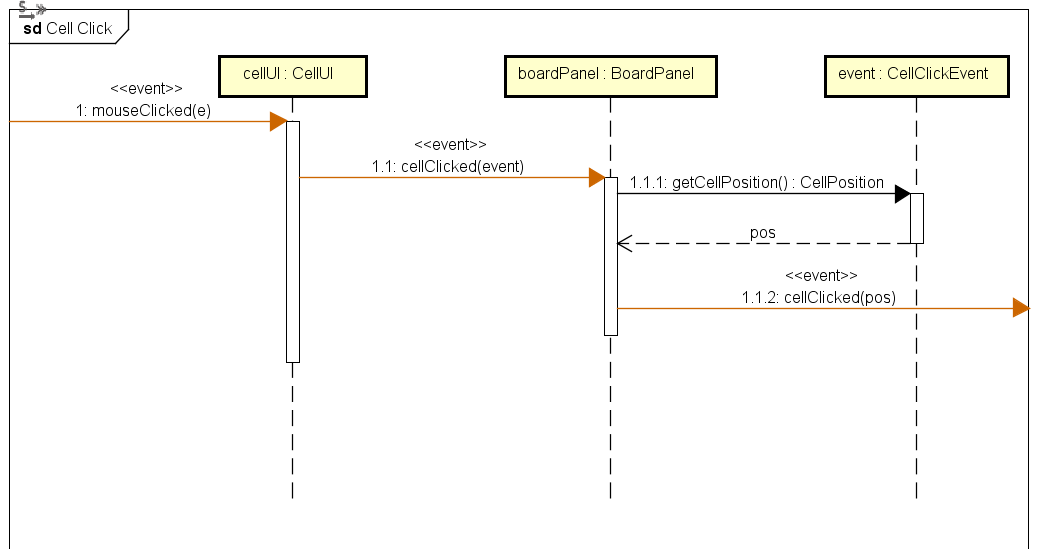 sd Cell Click
cellUI : CellUI
boardPanel : BoardPanel
event : CellClickEvent
<<event>>
1: mouseClicked(e)
<<event>>
1.1: cellClicked(event)
1.1.1: getCellPosition() : CellPosition
pos
<<event>>
1.1.2: cellClicked(pos)